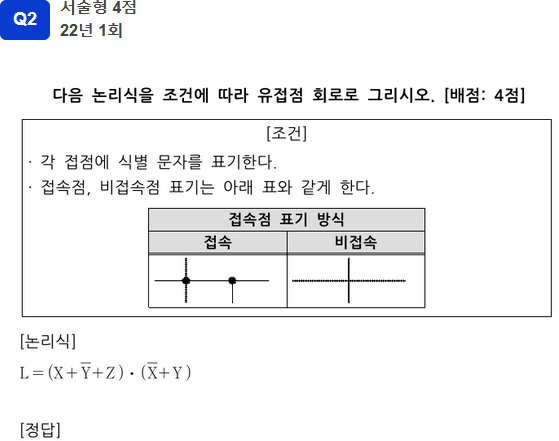 Q2
서술형 4점
22년 1회
다음 논리식을 조건에 따라 유접점 회로로 그리시오. [배점: 4점]
[조건]
· 각 접점에 식별 문자를 표기한다.
· 접속점, 비접속점 표기는 아래 표와 같게 한다.
접속점 표기 방식
접속 비접속
[논리식]
L = (X + Y̅ + Z) · (X̅ + Y)
[정답]